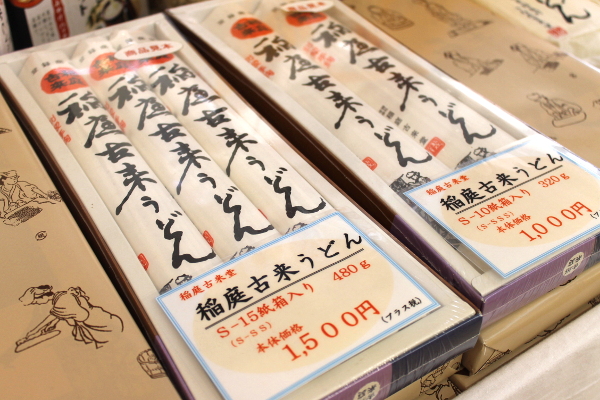 商品見本
稲庭古来うどん
稲庭古来うどん
稲庭古来うどん
稲庭古来うどん
稲庭古来うどん
稲庭古来堂
稲庭古来うどん
S-15紙箱入り 480g
(S-SS)
本体価格
1,500円
(プラス税)
稲庭古来堂
稲庭古来うどん
S-10紙箱入り 320g
(S-SSS)
本体価格
1,000円